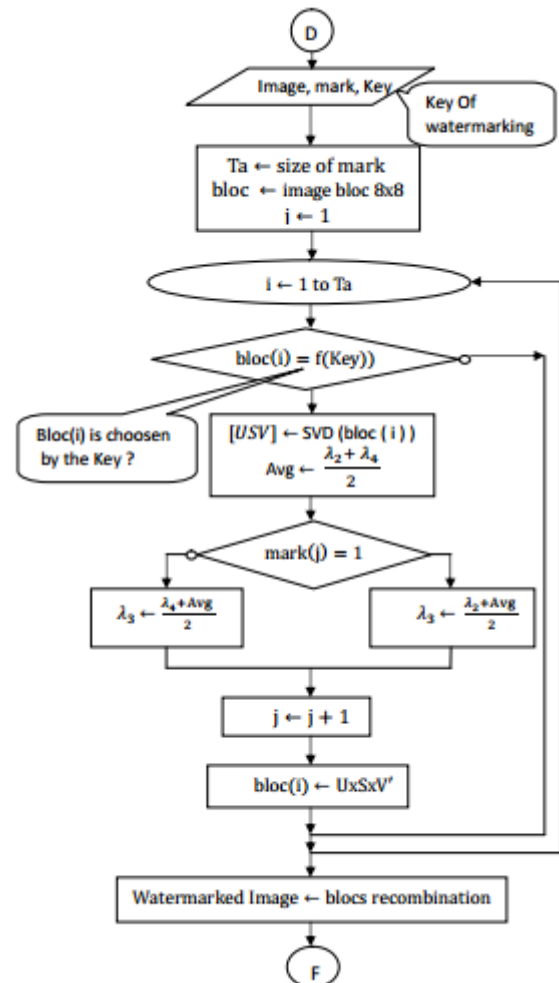 D
Image, mark, Key
Key Of
watermarking
Ta ← size of mark
bloc ← image bloc 8x8
j ← 1
i ← 1 to Ta
bloc(i) = f(Key))
Bloc(i) is choosen
by the Key ?
[USV] ← SVD (bloc ( i ) )
Avg ← (λ₂ + λ₄)/2
mark(j) = 1
λ₃ ← (λ₄+Avg)/2
λ₃ ← (λ₂+Avg)/2
j ← j + 1
bloc(i) ← UxSxV′
Watermarked Image ← blocs recombination
F